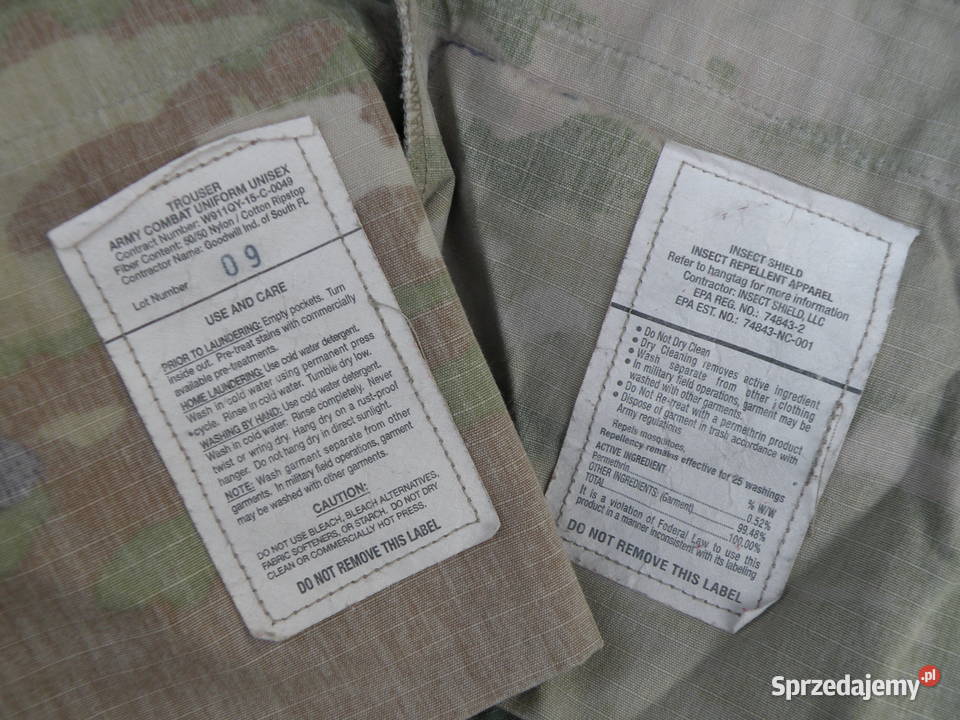 TROUSER
ARMY COMBAT UNIFORM UNISEX
Contract Number: W911QY-15-C-0049
Fiber Content: 50/50 Nylon / Cotton Ripstop
Contractor Name: Goodwill Ind. of South FL
Lot Number 09
USE AND CARE
PRIOR TO LAUNDERING: Empty pockets. Turn
inside out. Pre-treat stains with commercially
available pre-treatments.
HOME LAUNDERING: Use cold water detergent.
Wash in cold water using permanent press
cycle. Rinse in cold water. Tumble dry low.
WASHING BY HAND: Use cold water detergent.
Wash in cold water. Rinse completely. Never
twist or wring dry. Hang dry on a rust-proof
hanger. Do not hang dry in direct sunlight.
NOTE: Wash garment separate from other
garments. In military field operations, garment
may be washed with other garments.
CAUTION:
DO NOT USE BLEACH, BLEACH ALTERNATIVES,
FABRIC SOFTENERS, OR STARCH. DO NOT DRY
CLEAN OR COMMERCIALLY HOT PRESS.
DO NOT REMOVE THIS LABEL
INSECT SHIELD
INSECT REPELLENT APPAREL
Refer to hangtag for more information
Contractor: INSECT SHIELD, LLC
EPA REG. NO.: 74843-2
EPA EST. NO.: 74843-NC-001
• Do Not Dry Clean
• Dry Cleaning removes active ingredient
• Wash separate from other clothing
• In military field operations, garment may be
washed with other garments.
• Do Not Re-treat with a permethrin product
• Dispose of garment in trash accordance with
Army regulations
Repels mosquitoes,
Repellency remains effective for 25 washings
ACTIVE INGREDIENT % W/W
Permethrin....................0.52%
OTHER INGREDIENTS: (Garment)....................99.48%
TOTAL....................100.00%
It is a violation of Federal Law to use this
product in a manner inconsistent with its labeling
DO NOT REMOVE THIS LABEL
Sprzedajemy.pl